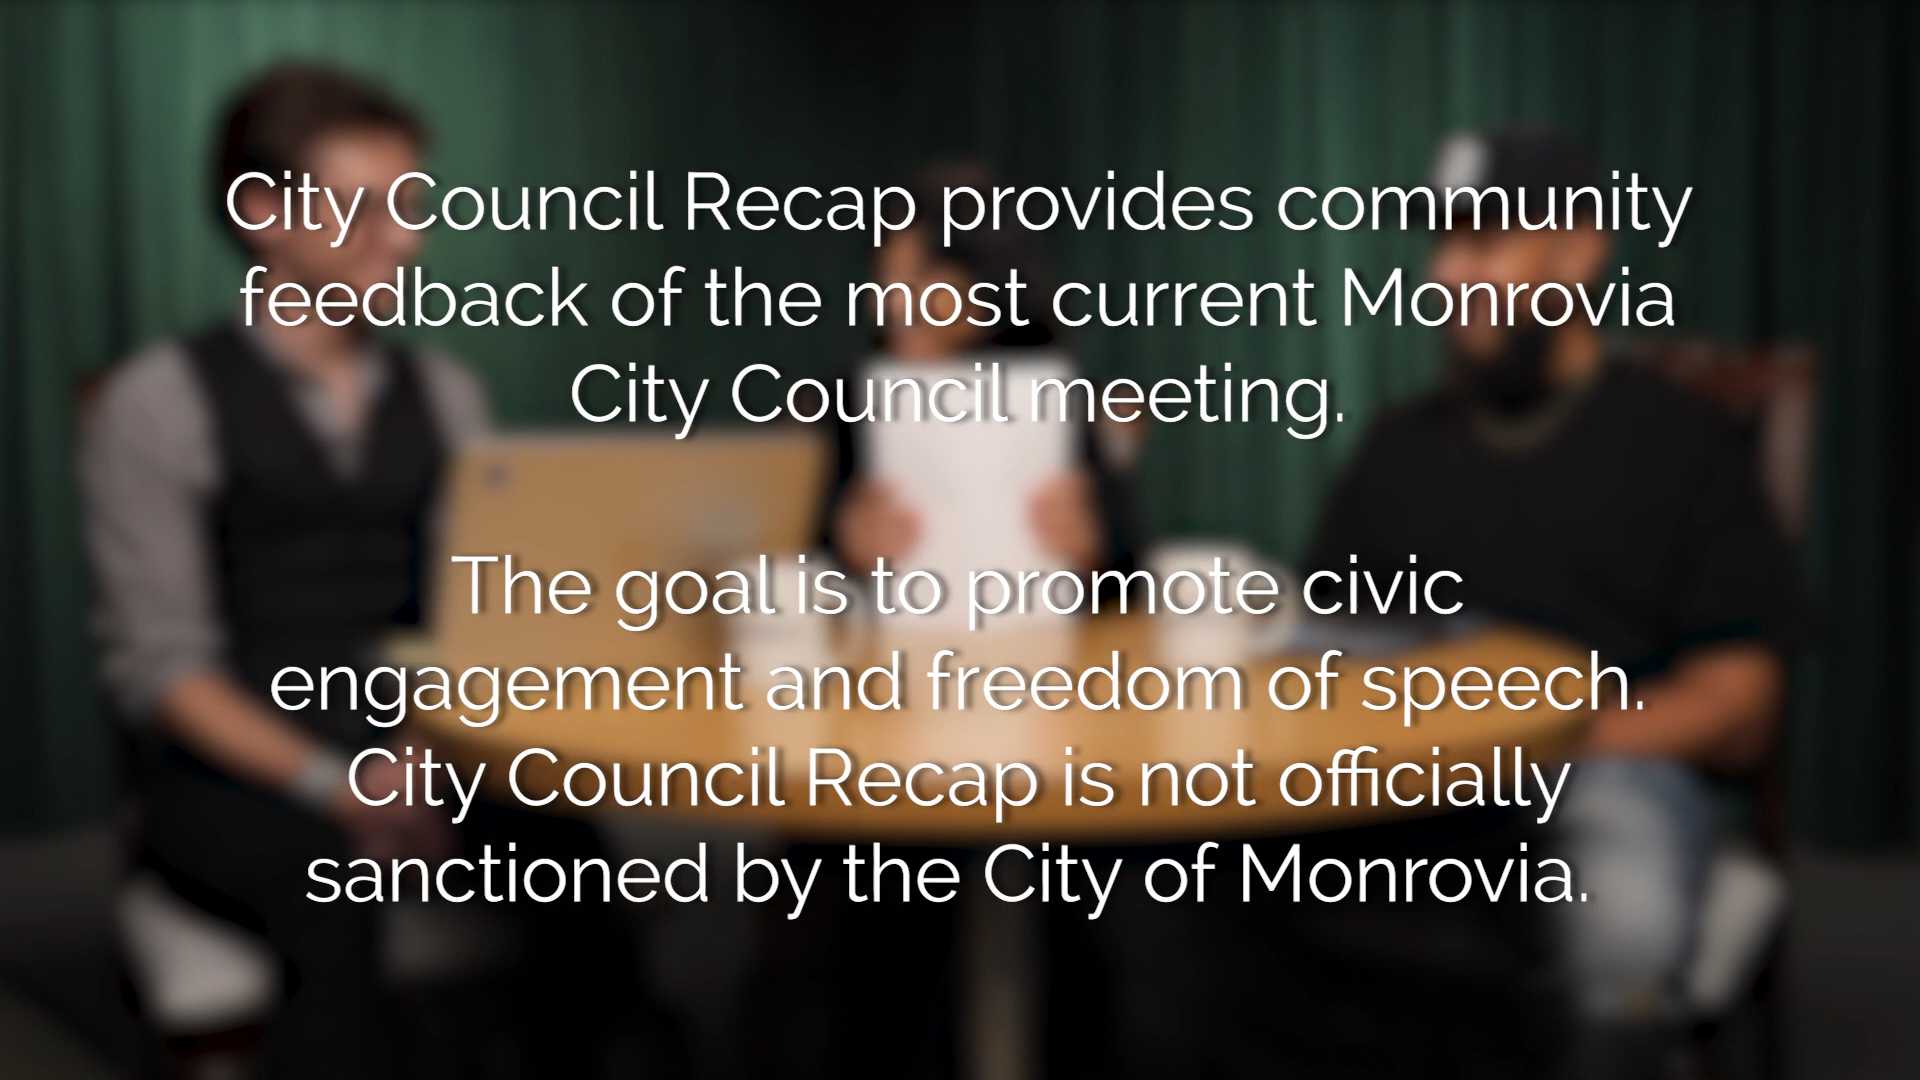 City Council Recap provides community
feedback of the most current Monrovia
City Council meeting.
The goal is to promote civic
engagement and freedom of speech.
City Council Recap is not officially
sanctioned by the City of Monrovia.